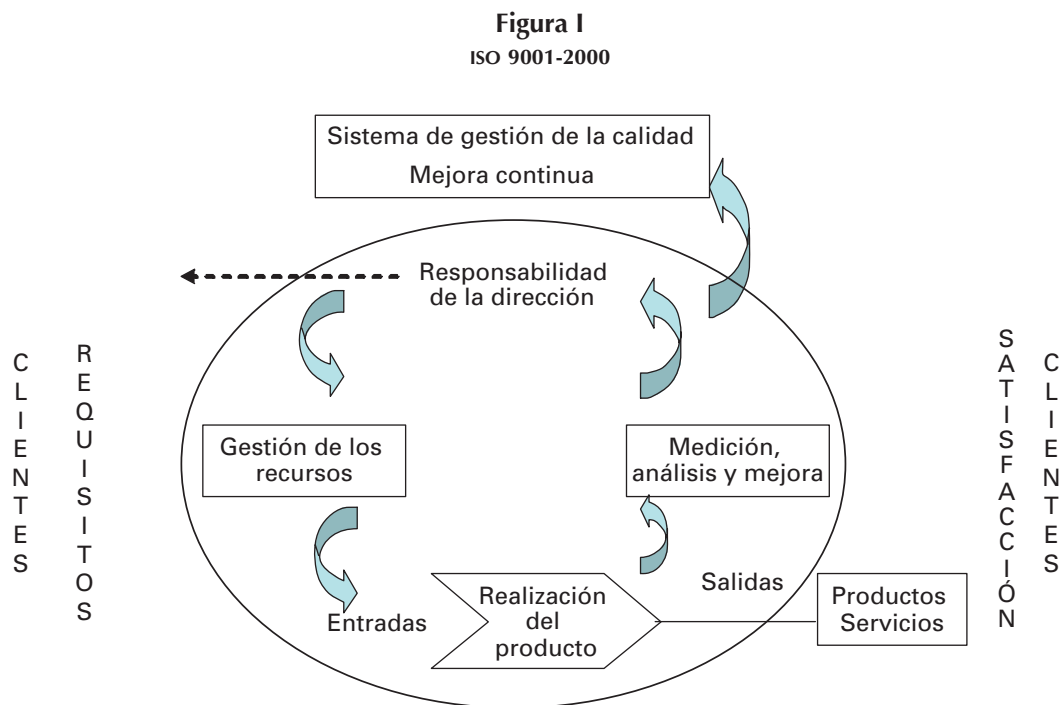 Figura I
ISO 9001-2000
Sistema de gestión de la calidad
Mejora continua
Responsabilidad
de la dirección
CLIENTES
REQUISITOS
Gestión de los
recursos
Medición,
análisis y mejora
SATISFACCIÓN
CLIENTES
Entradas
Realización
del
producto
Salidas
Productos
Servicios